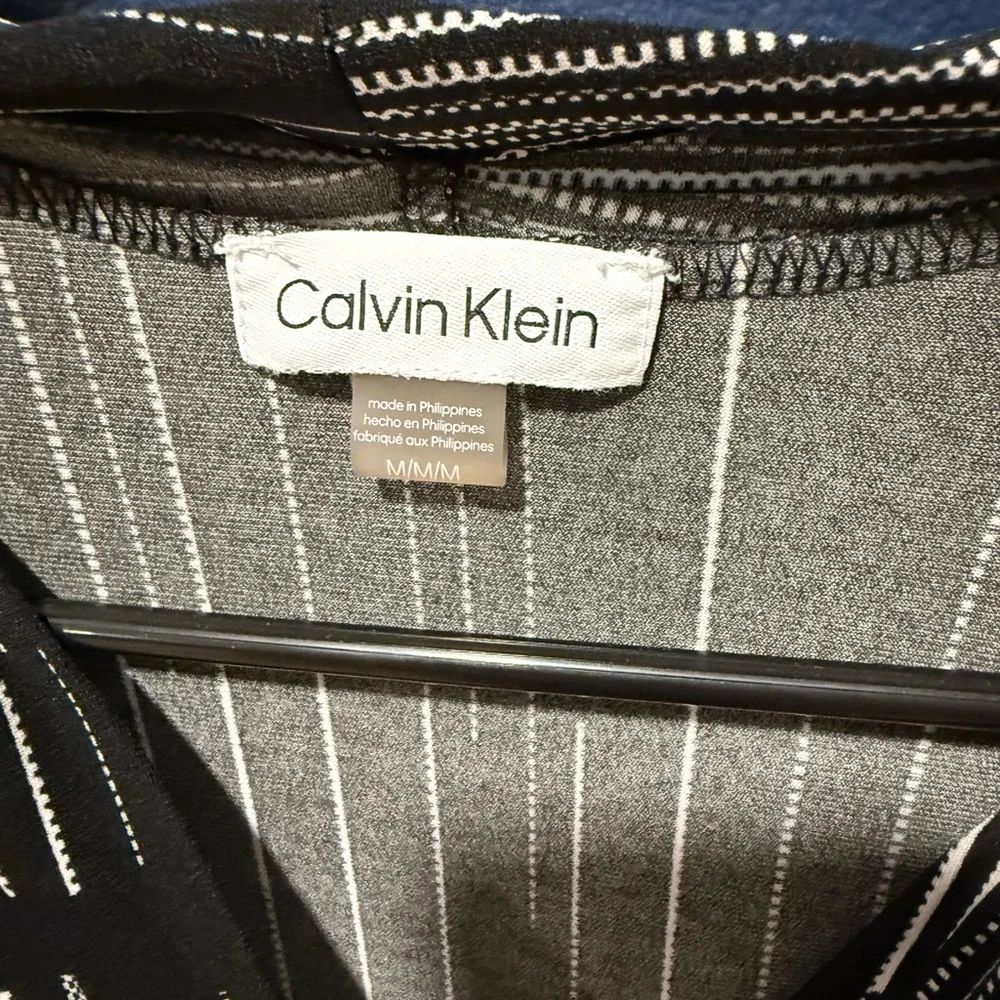 Calvin Klein
made in Philippines
hecho en Philippines
fabriqué aux Philippines
M/M/M